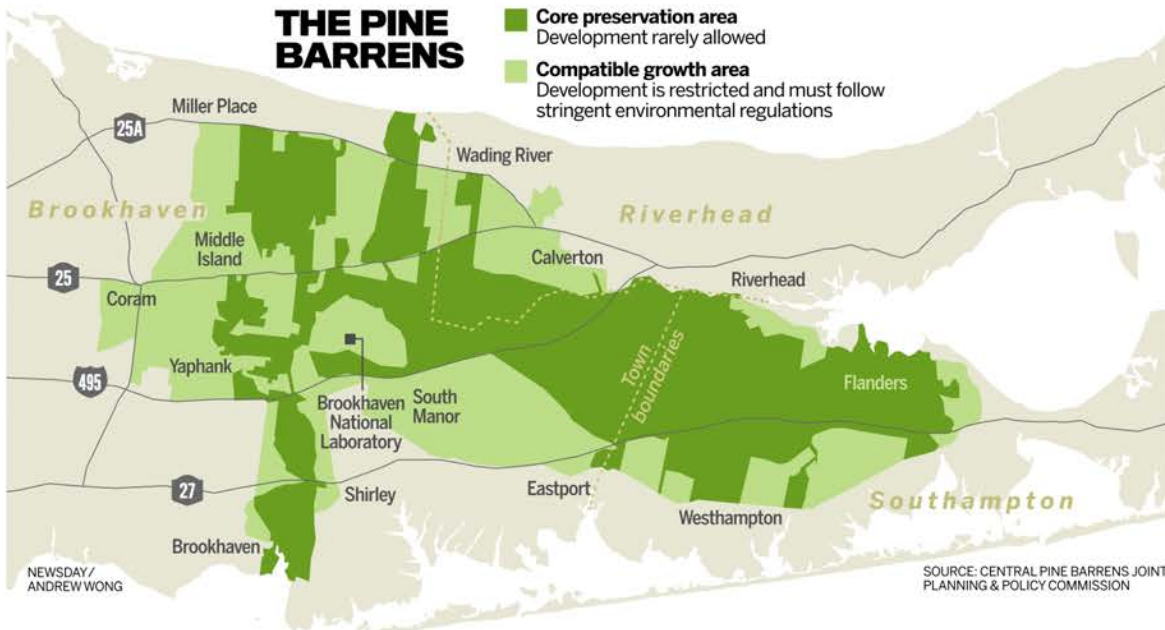 THE PINE
BARRENS
Core preservation area
Development rarely allowed
Compatible growth area
Development is restricted and must follow
stringent environmental regulations
Miller Place
25A
Wading River
Brookhaven
Riverhead
Middle
Island
Calverton
25
Riverhead
Coram
Yaphank
Town
boundaries
495
Flanders
Brookhaven
National
Laboratory
South
Manor
27
Shirley
Eastport
Southampton
Westhampton
Brookhaven
NEWSDAY/
ANDREW WONG
SOURCE: CENTRAL PINE BARRENS JOINT
PLANNING & POLICY COMMISSION